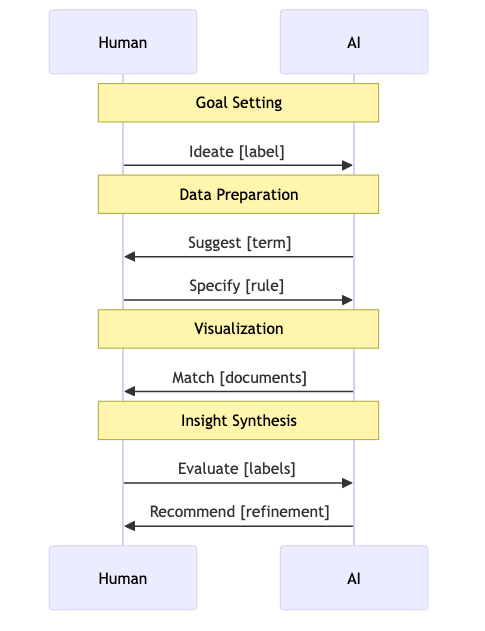 Human
AI
Goal Setting
Ideate [label]
Data Preparation
Suggest [term]
Specify [rule]
Visualization
Match [documents]
Insight Synthesis
Evaluate [labels]
Recommend [refinement]
Human
AI